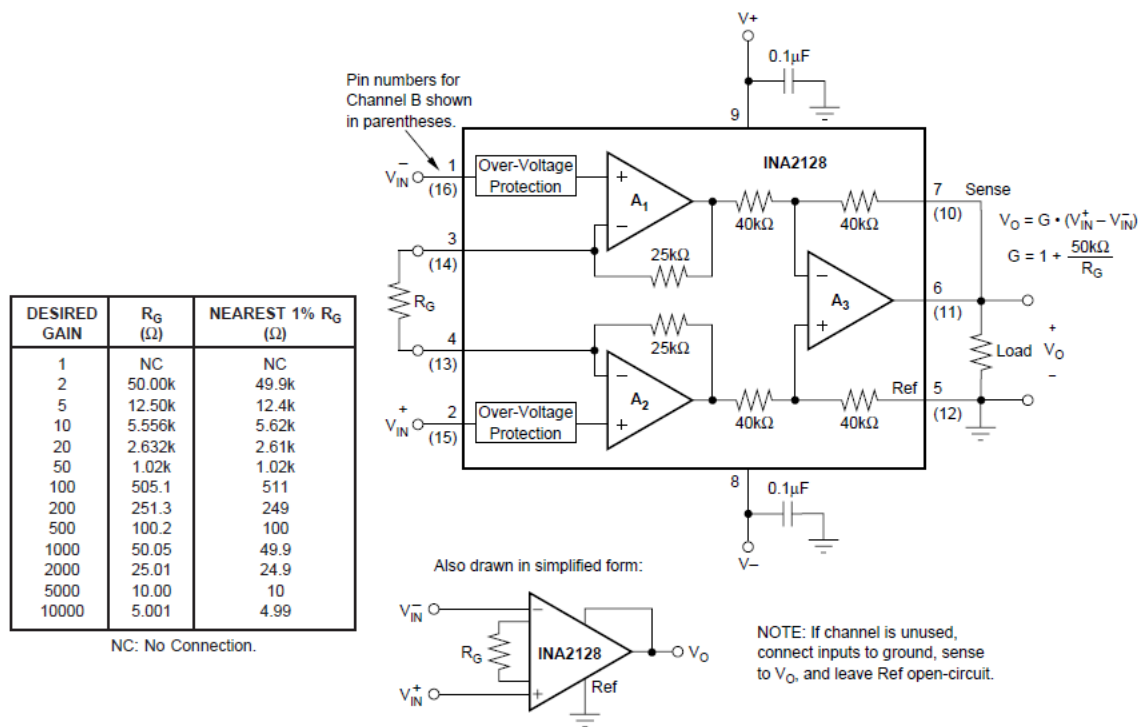 V+
0.1µF
Pin numbers for
Channel B shown
in parentheses.
9
INA2128
V⁻IN
1
(16)
Over-Voltage
Protection
+
A1
−
40kΩ
40kΩ
7
(10)
Sense
VO = G • (V⁺IN − V⁻IN)
G = 1 + 50kΩ / RG
3
(14)
25kΩ
RG
−
A3
+
6
(11)
4
(13)
25kΩ
Load
+
VO
−
−
A2
+
V⁺IN
2
(15)
Over-Voltage
Protection
40kΩ
40kΩ
Ref
5
(12)
8
0.1µF
V−
DESIRED GAIN	RG (Ω)	NEAREST 1% RG (Ω)
1	NC	NC
2	50.00k	49.9k
5	12.50k	12.4k
10	5.556k	5.62k
20	2.632k	2.61k
50	1.02k	1.02k
100	505.1	511
200	251.3	249
500	100.2	100
1000	50.05	49.9
2000	25.01	24.9
5000	10.00	10
10000	5.001	4.99
NC: No Connection.
Also drawn in simplified form:
V⁻IN
−
RG
INA2128
VO
V⁺IN
+
Ref
NOTE: If channel is unused,
connect inputs to ground, sense
to VO, and leave Ref open-circuit.